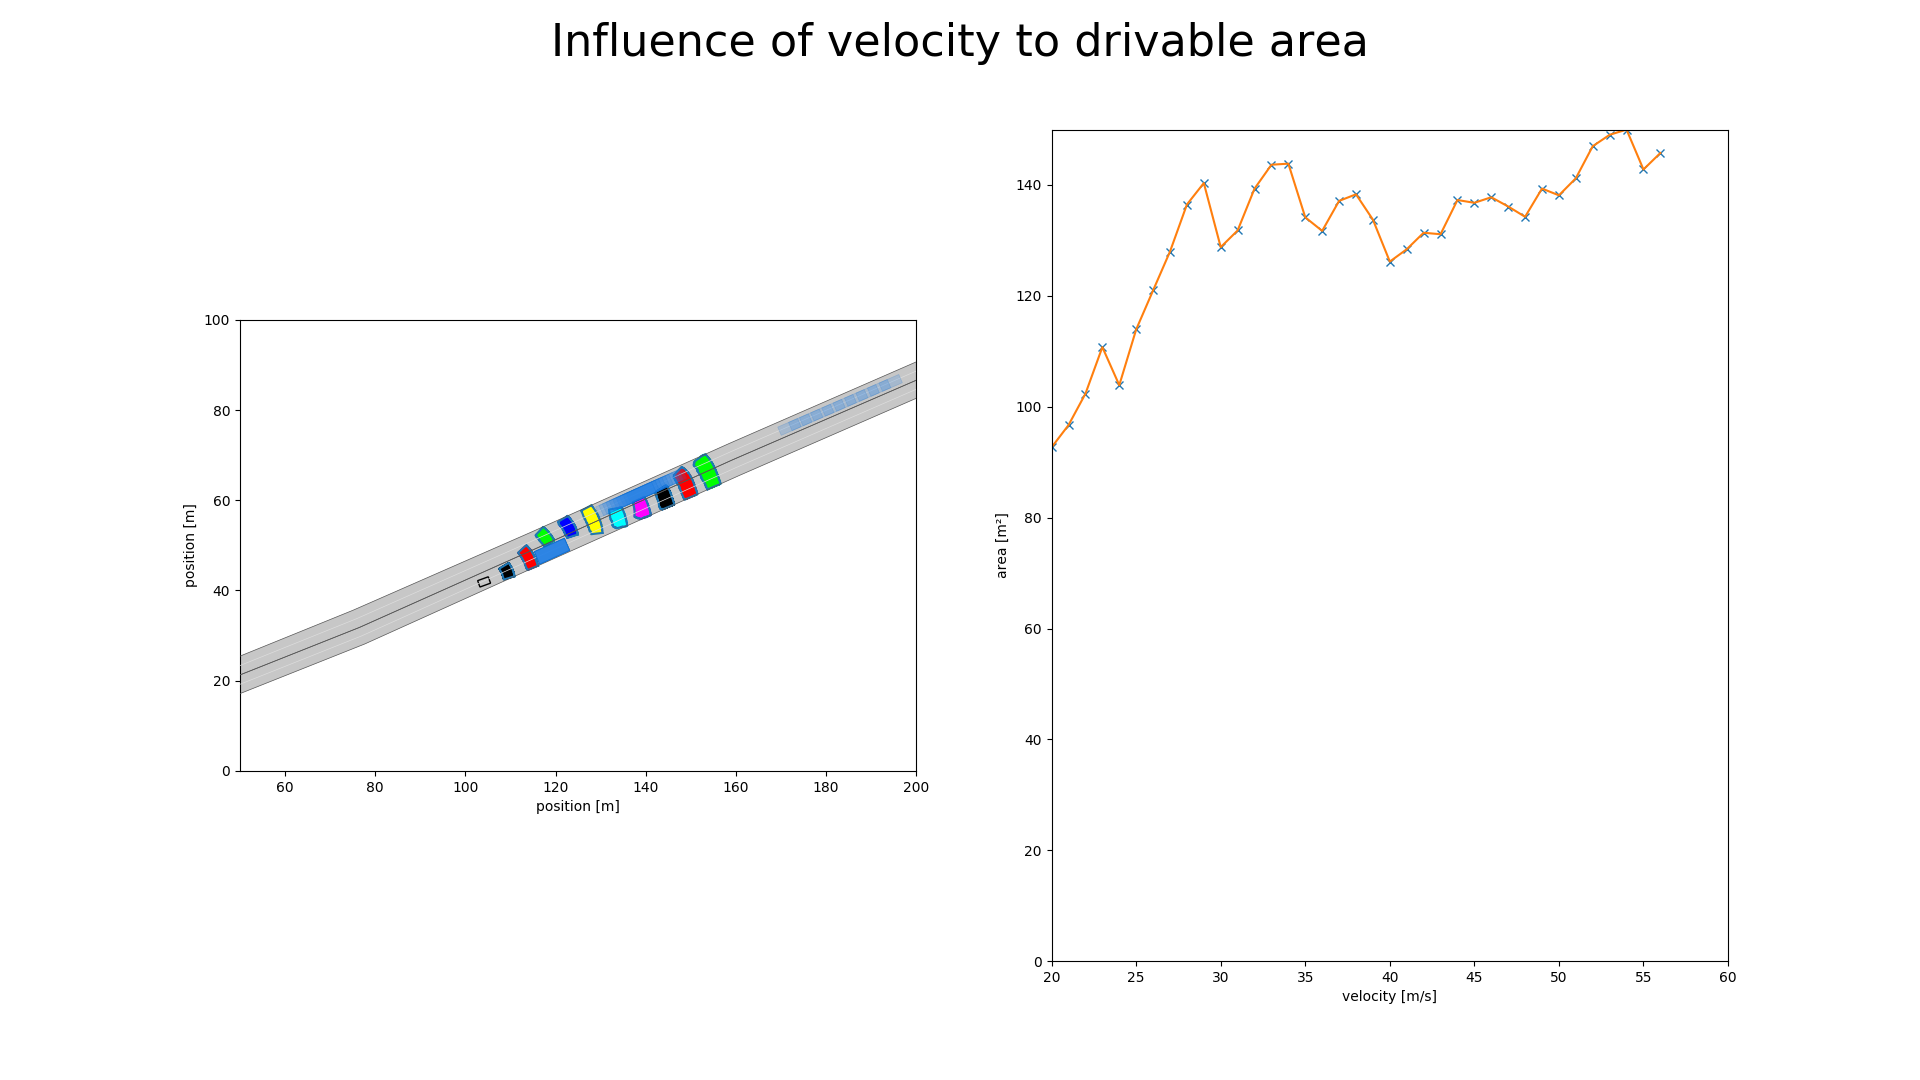 Influence of velocity to drivable area
100
80
60
40
20
0
position [m]
60 80 100 120 140 160 180 200
position [m]
140
120
100
80
60
40
20
0
area [m²]
20 25 30 35 40 45 50 55 60
velocity [m/s]